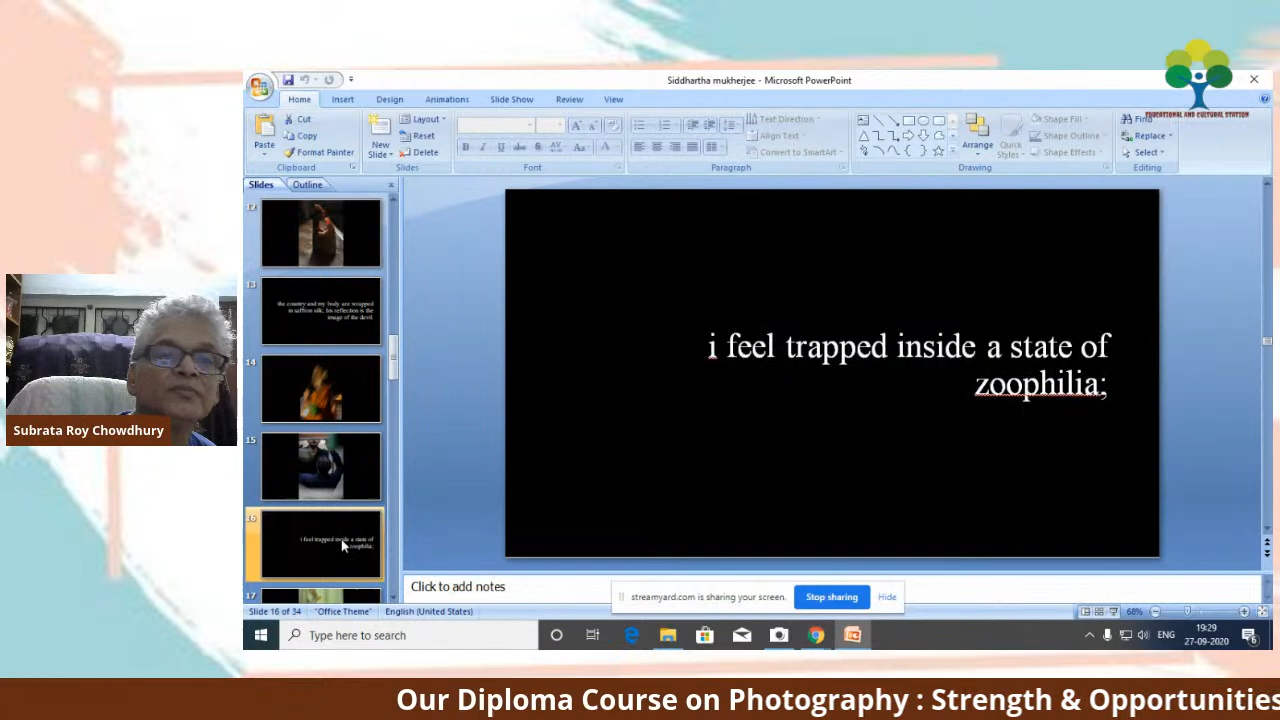 EDUCATIONAL AND CULTURAL STATION
Siddhartha mukherjee - Microsoft PowerPoint
Home Insert Design Animations Slide Show Review View
Paste
Cut
Copy
Format Painter
Clipboard
New Slide
Layout
Reset
Delete
Slides
B I U abc S AV Aa A
Font
Text Direction
Align Text
Convert to SmartArt
Paragraph
Arrange
Quick Styles
Shape Fill
Shape Outline
Shape Effects
Drawing
Find
Replace
Select
Editing
Slides Outline
12
13
the country and my body are wrapped
in saffron silk; its reflection is the
image of the devil.
14
15
16
i feel trapped inside a state of
zoophilia;
17
i feel trapped inside a state of
zoophilia;
Subrata Roy Chowdhury
Click to add notes
streamyard.com is sharing your screen. Stop sharing Hide
Slide 16 of 34 "Office Theme" English (United States) 68%
Type here to search
ENG
19:29
27-09-2020
6
Our Diploma Course on Photography : Strength & Opportunities